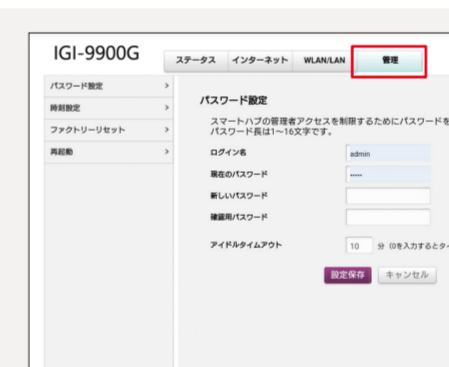 IGI-9900G
ステータス インターネット WLAN/LAN 管理
パスワード設定 >
時刻設定 >
ファクトリーリセット >
再起動 >
パスワード設定
スマートハブの管理者アクセスを制限するためにパスワードを
パスワード長は1〜16文字です。
ログイン名 admin
現在のパスワード •••••
新しいパスワード
確認用パスワード
アイドルタイムアウト 10 分 (0を入力するとター
設定保存 キャンセル